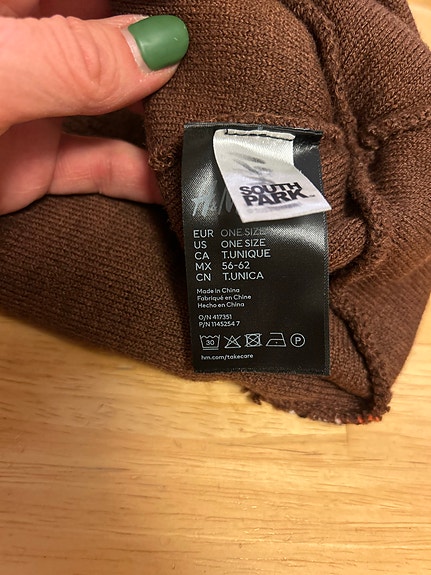 SOUTH
PARK™
EUR ONE SIZE
US ONE SIZE
CA T.UNIQUE
MX 56-62
CN T.UNICA
Made in China
Fabriqué en Chine
Hecho en China
O/N 417351
P/N 1145254 7
30
P
hm.com/takecare